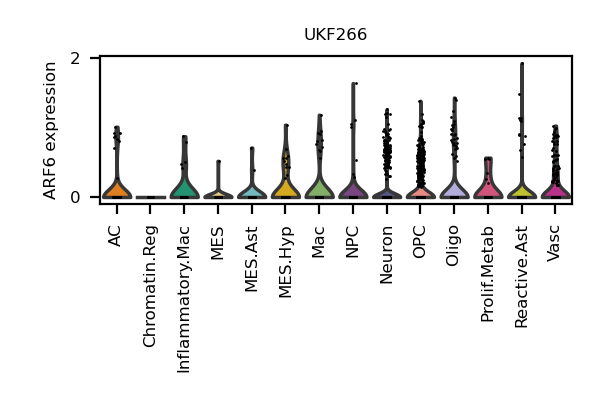 UKF266
ARF6 expression
2
0
AC
Chromatin.Reg
Inflammatory.Mac
MES
MES.Ast
MES.Hyp
Mac
NPC
Neuron
OPC
Oligo
Prolif.Metab
Reactive.Ast
Vasc